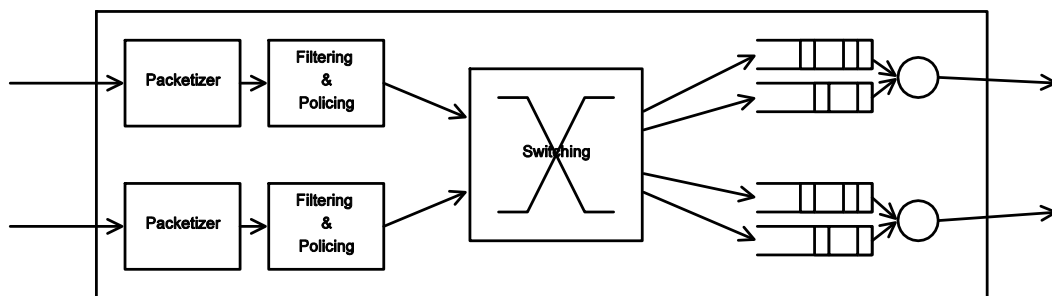 Packetizer
Filtering
&
Policing
Switching
Packetizer
Filtering
&
Policing